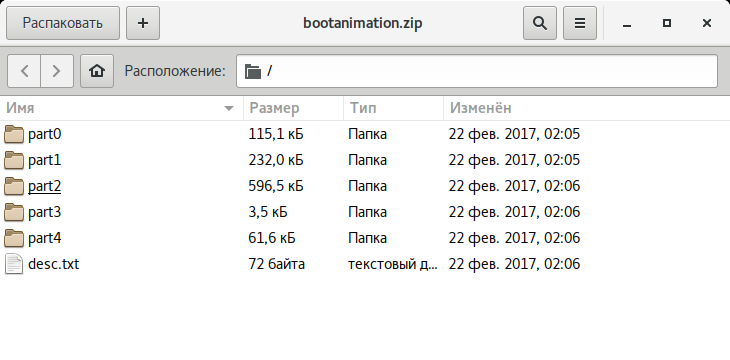 Распаковать + bootanimation.zip
Расположение: /
Имя Размер Тип Изменён
part0 115,1 кБ Папка 22 фев. 2017, 02:05
part1 232,0 кБ Папка 22 фев. 2017, 02:05
part2 596,5 кБ Папка 22 фев. 2017, 02:06
part3 3,5 кБ Папка 22 фев. 2017, 02:06
part4 61,6 кБ Папка 22 фев. 2017, 02:06
desc.txt 72 байта текстовый д... 22 фев. 2017, 02:06